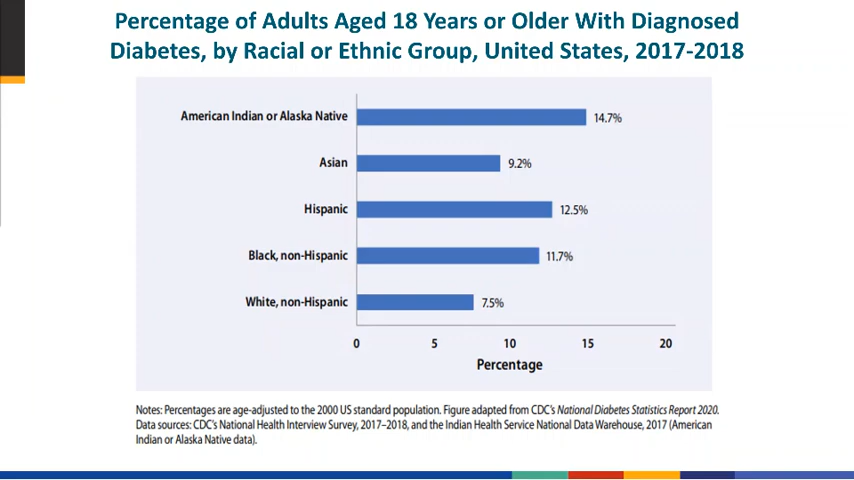 Percentage of Adults Aged 18 Years or Older With Diagnosed
Diabetes, by Racial or Ethnic Group, United States, 2017-2018
American Indian or Alaska Native 14.7%
Asian 9.2%
Hispanic 12.5%
Black, non-Hispanic 11.7%
White, non-Hispanic 7.5%
0 5 10 15 20
Percentage
Notes: Percentages are age-adjusted to the 2000 US standard population. Figure adapted from CDC's National Diabetes Statistics Report 2020.
Data sources: CDC's National Health Interview Survey, 2017–2018, and the Indian Health Service National Data Warehouse, 2017 (American
Indian or Alaska Native data).